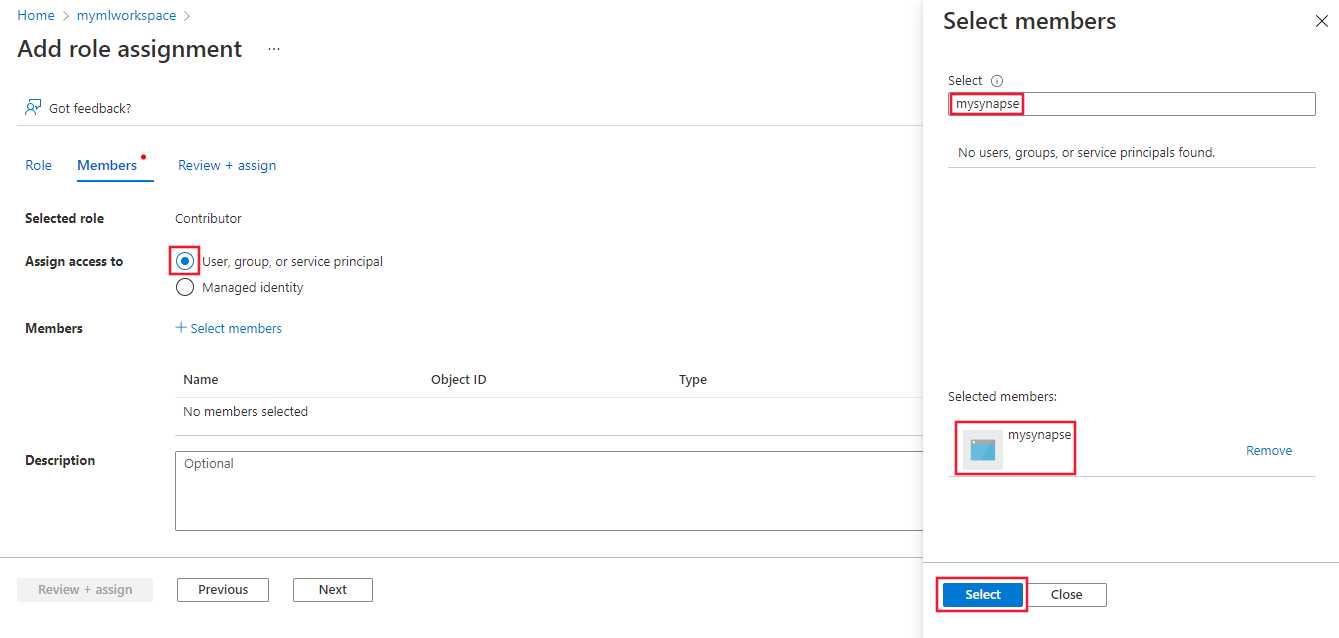 Home > mymlworkspace >
Add role assignment ...
Got feedback?
Role Members Review + assign
Selected role Contributor
Assign access to User, group, or service principal
Managed identity
Members + Select members
Name Object ID Type
No members selected
Description Optional
Review + assign Previous Next
Select members
Select
mysynapse
No users, groups, or service principals found.
Selected members:
mysynapse
Remove
Select Close